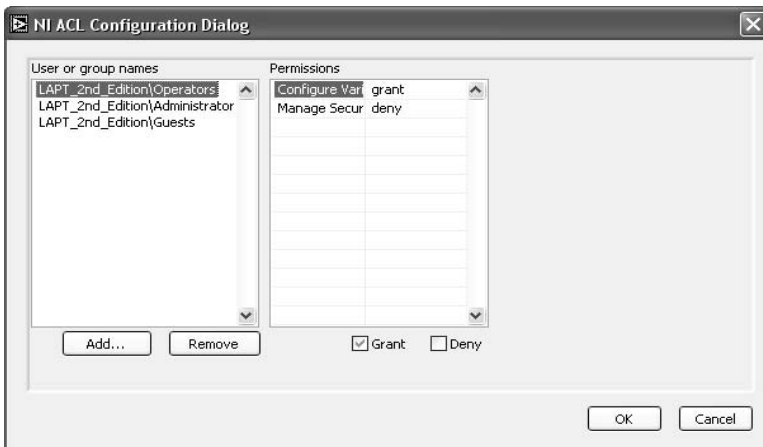 NI ACL Configuration Dialog
User or group names
Permissions
LAPT_2nd_Edition\Operators
LAPT_2nd_Edition\Administrator
LAPT_2nd_Edition\Guests
Configure Vari grant
Manage Secur deny
Add...
Remove
Grant
Deny
OK
Cancel